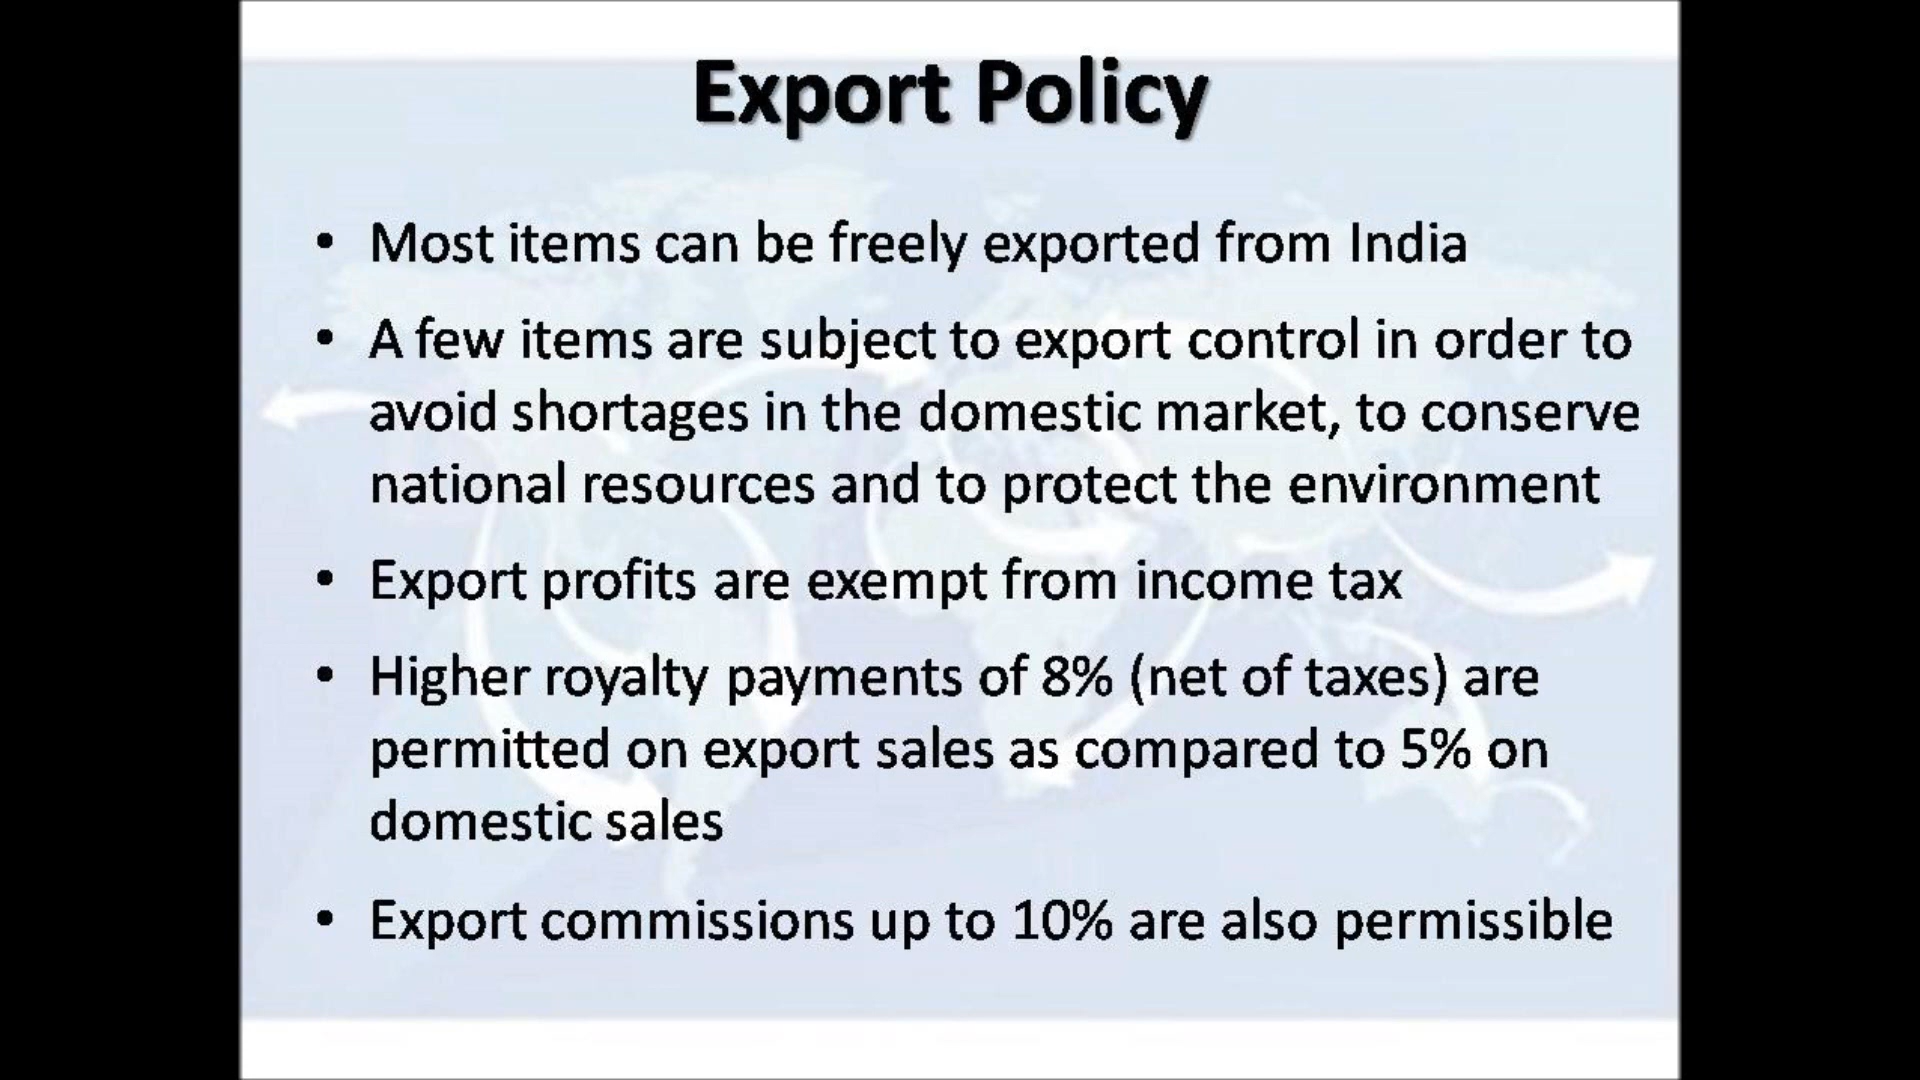 Export Policy
• Most items can be freely exported from India
• A few items are subject to export control in order to
avoid shortages in the domestic market, to conserve
national resources and to protect the environment
• Export profits are exempt from income tax
• Higher royalty payments of 8% (net of taxes) are
permitted on export sales as compared to 5% on
domestic sales
• Export commissions up to 10% are also permissible